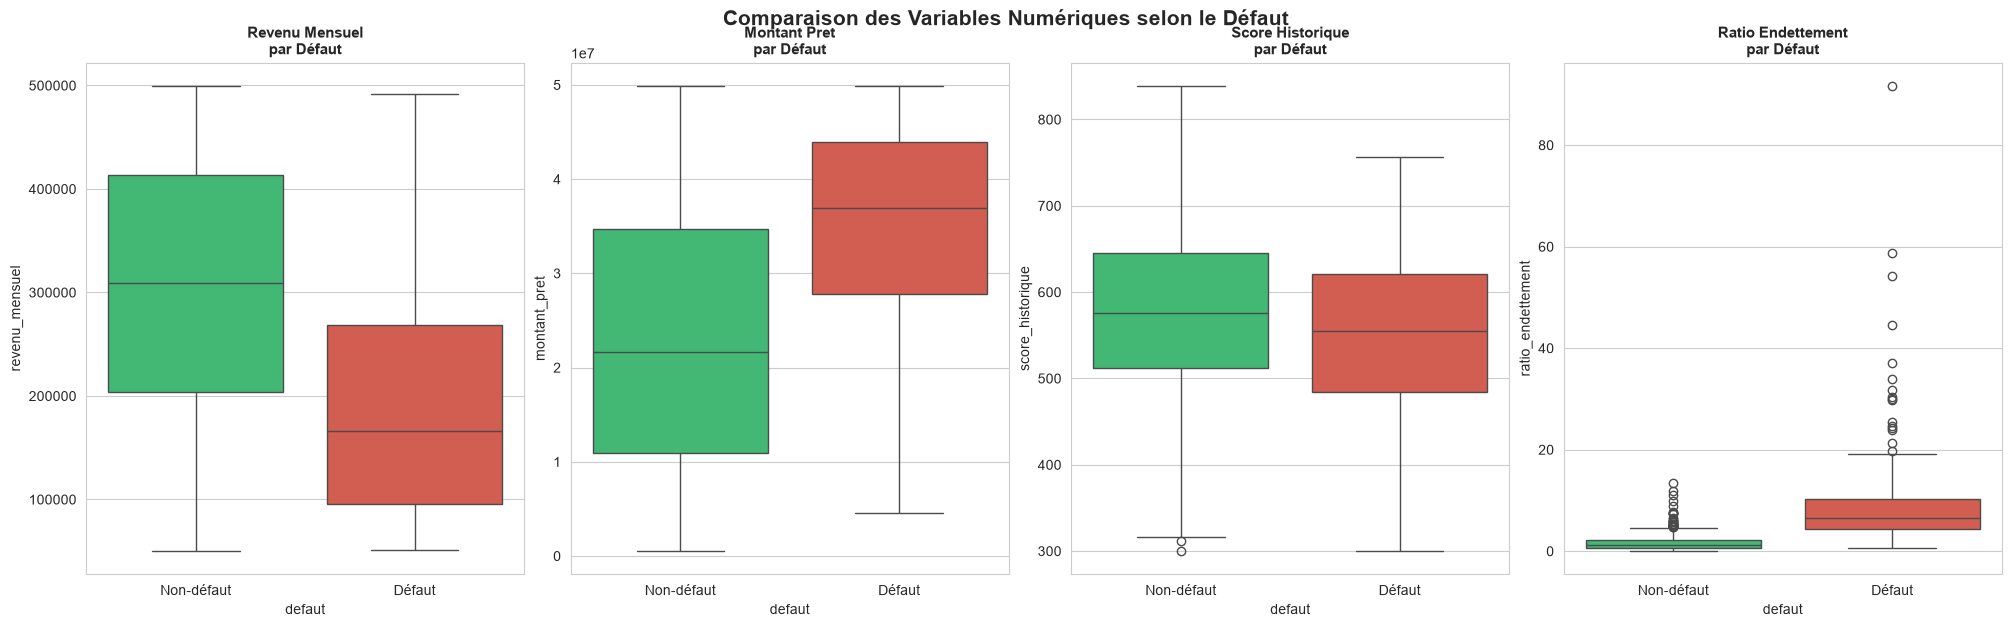 Comparaison des Variables Numériques selon le Défaut
Revenu Mensuel
par Défaut
revenu_mensuel
500000
400000
300000
200000
100000
Non-défaut
Défaut
defaut
Montant Pret
par Défaut
1e7
montant_pret
5
4
3
2
1
0
Non-défaut
Défaut
defaut
Score Historique
par Défaut
score_historique
800
700
600
500
400
300
Non-défaut
Défaut
defaut
Ratio Endettement
par Défaut
ratio_endettement
80
60
40
20
0
Non-défaut
Défaut
defaut